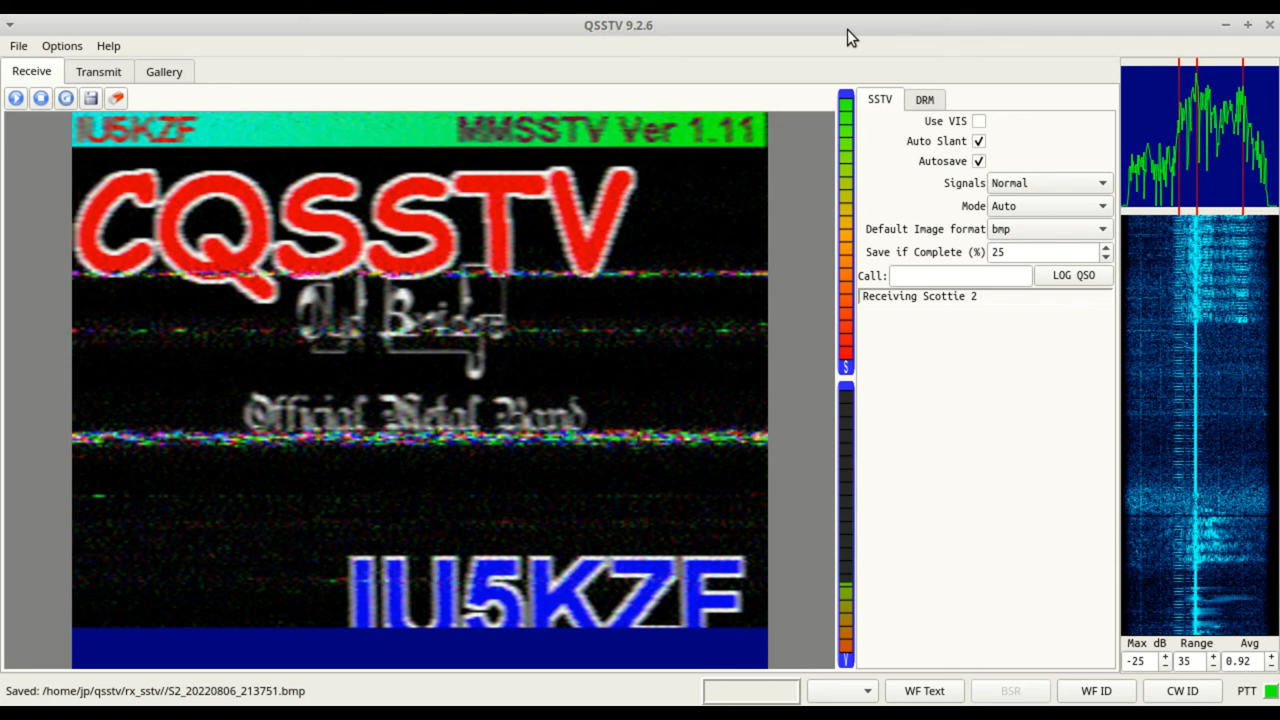 QSSTV 9.2.6
File Options Help
Receive Transmit Gallery
IU5KZF MMSSTV Ver 1.11
CQSSTV
Old Bridge
Official Metal Band
IU5KZF
S
V
SSTV DRM
Use VIS
Auto Slant
Autosave
Signals Normal
Mode Auto
Default Image format bmp
Save if Complete (%) 25
Call: LOG QSO
Receiving Scottie 2
Max dB Range Avg
-25 35 0.92
Saved: /home/jp/qsstv/rx_sstv//S2_20220806_213751.bmp
WF Text BSR WF ID CW ID PTT